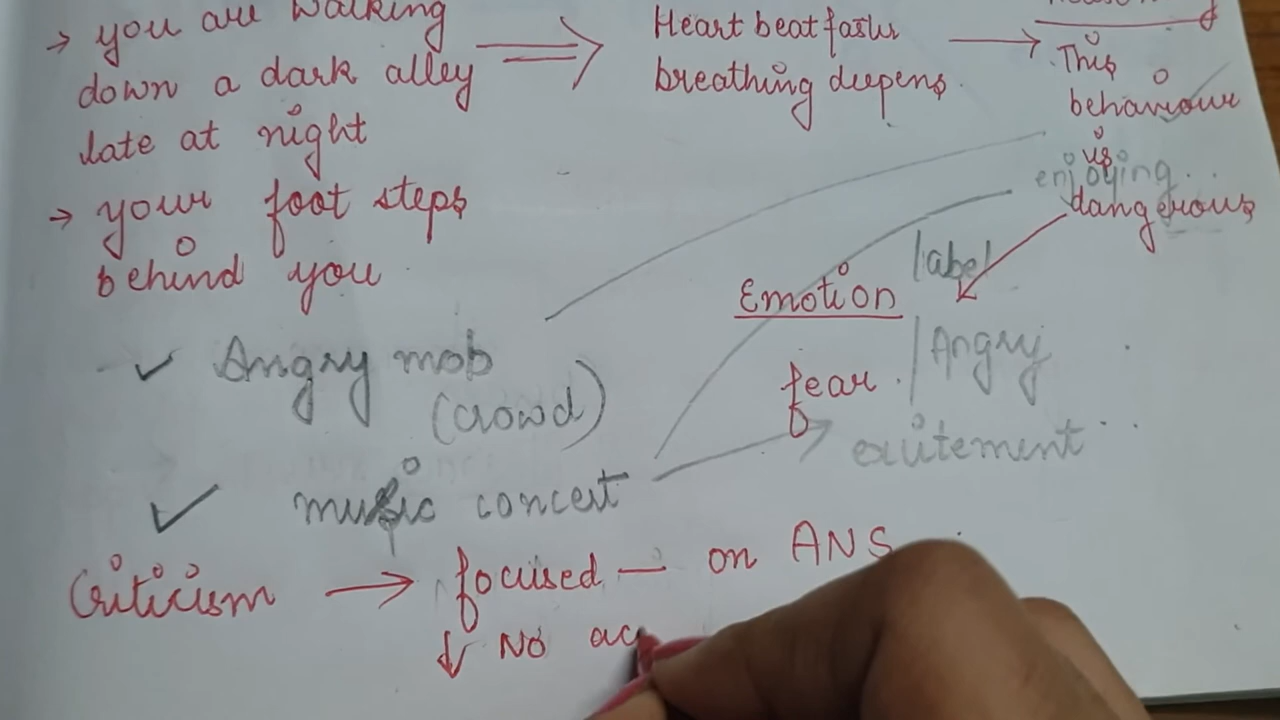 → you are walking
down a dark alley
late at night
→ your foot steps
behind you
⇒ Heart beat faster
breathing deepens
→ This
behaviour
is
enjoying...
dangerous
label
Emotion
fear. / Angry
excitement
✓ Angry mob
(crowd)
✓ music concert
Criticism → focused — on ANS
↓ No ac